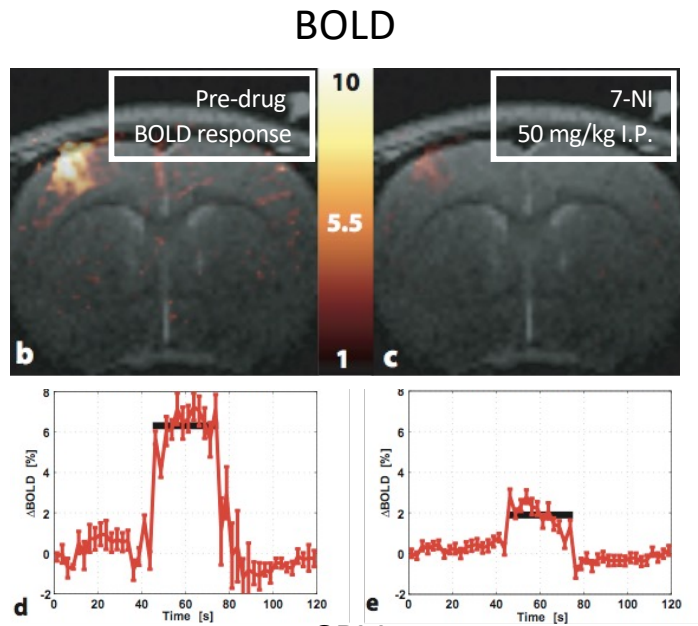 BOLD
Pre-drug
BOLD response
10
5.5
1
7-NI
50 mg/kg I.P.
b
c
8
6
4
2
0
-2
ΔBOLD [%]
0 20 40 60 80 100 120
Time [s]
d
8
6
4
2
0
-2
ΔBOLD [%]
0 20 40 60 80 100 120
Time [s]
e